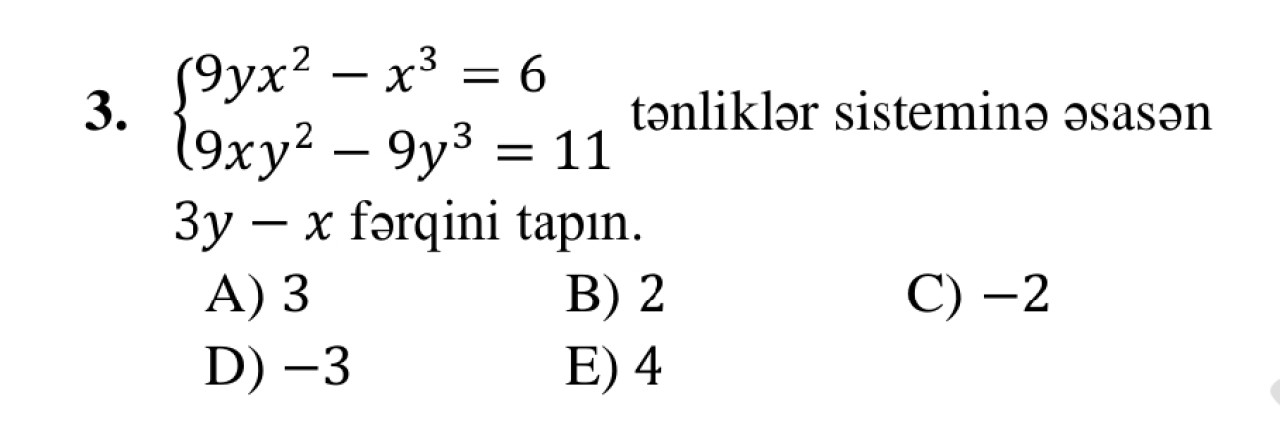 3. {9yx² − x³ = 6
{9xy² − 9y³ = 11 tənliklər sisteminə əsasən
3y − x fərqini tapın.
A) 3 B) 2 C) −2
D) −3 E) 4